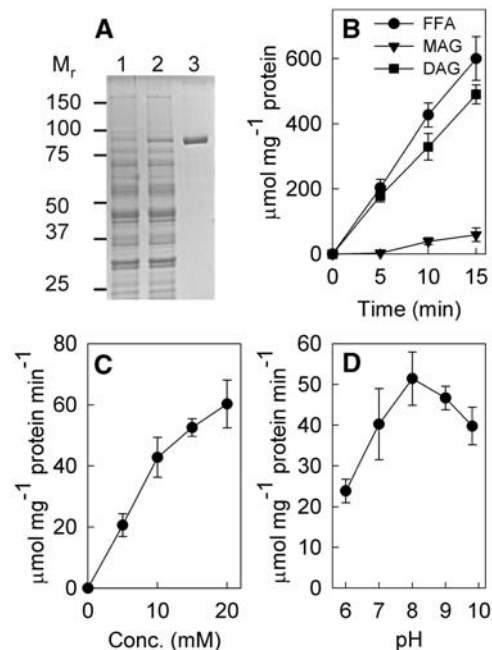 A
M_r 1 2 3
150
100
75
50
37
25
B
FFA
MAG
DAG
μmol mg⁻¹ protein
600
400
200
0
0 5 10 15
Time (min)
C
μmol mg⁻¹ protein min⁻¹
80
60
40
20
0
0 10 20
Conc. (mM)
D
μmol mg⁻¹ protein min⁻¹
60
50
40
30
20
10
0
6 7 8 9 10
pH